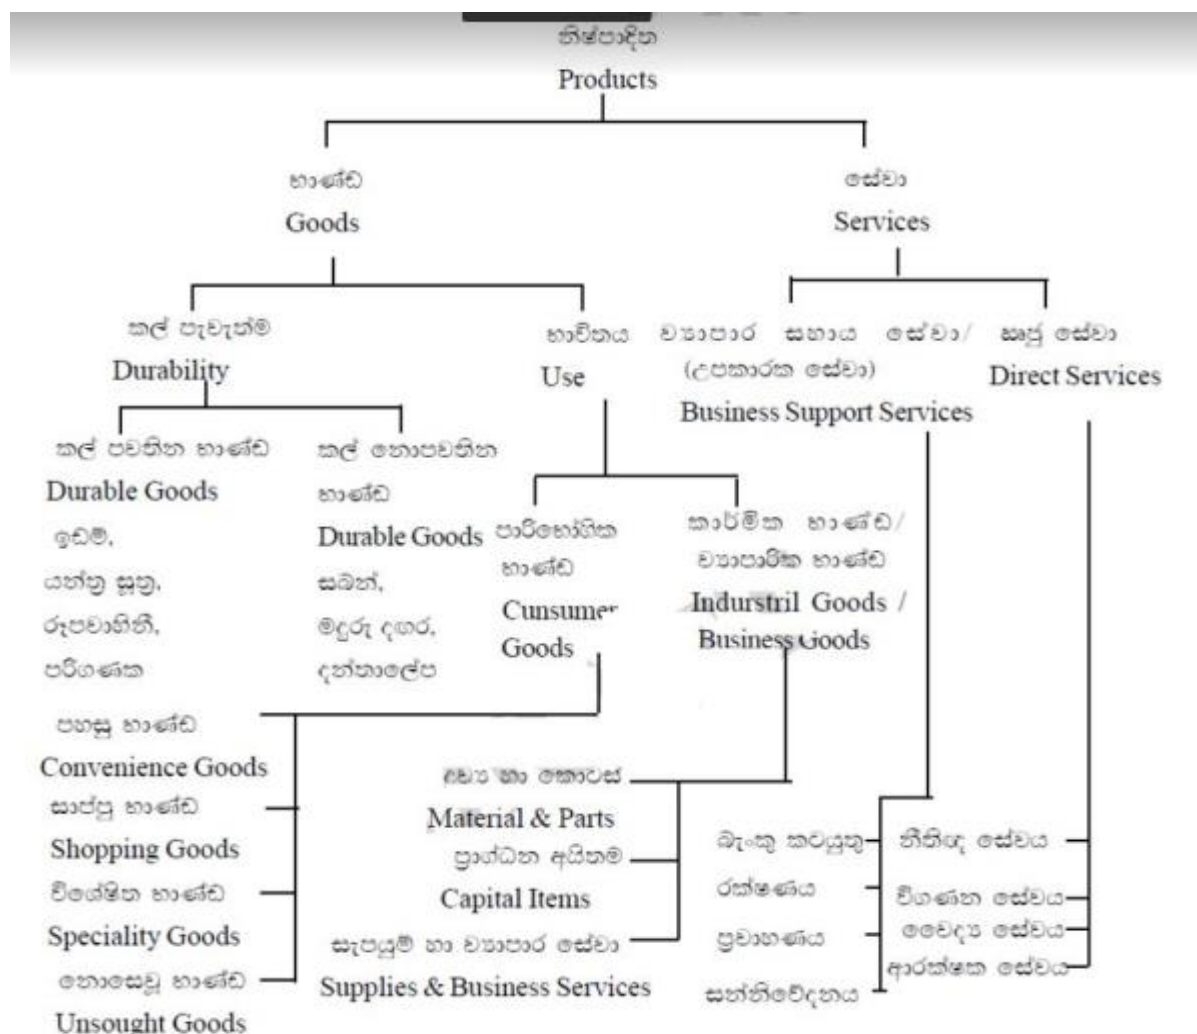 නිෂ්පාදිත
Products
භාණ්ඩ
Goods
සේවා
Services
කල් පැවැත්ම
Durability
භාවිතය
Use
ව්‍යාපාර සහාය සේවා/
(උපකාරක සේවා)
Business Support Services
ඍජු සේවා
Direct Services
කල් පවතින භාණ්ඩ
Durable Goods
ඉඩම්,
යන්ත්‍ර සූත්‍ර,
රූපවාහිනී,
පරිගණක
කල් නොපවතින
භාණ්ඩ
Durable Goods
සබන්,
මදුරු දඟර,
දන්තාලේප
පාරිභෝගික
භාණ්ඩ
Cunsumer
Goods
කාර්මික භාණ්ඩ/
ව්‍යාපාරික භාණ්ඩ
Indurstril Goods /
Business Goods
පහසු භාණ්ඩ
Convenience Goods
සාප්පු භාණ්ඩ
Shopping Goods
විශේෂිත භාණ්ඩ
Speciality Goods
නොසෙවූ භාණ්ඩ
Unsought Goods
හා කොටස්
Material & Parts
ප්‍රාග්ධන අයිතම
Capital Items
සැපයුම් හා ව්‍යාපාර සේවා
Supplies & Business Services
බැංකු කටයුතු
රක්ෂණය
ප්‍රවාහණය
සන්නිවේදනය
නීතිඥ සේවය
විගණන සේවය
වෛද්‍ය සේවය
ආරක්ෂක සේවය